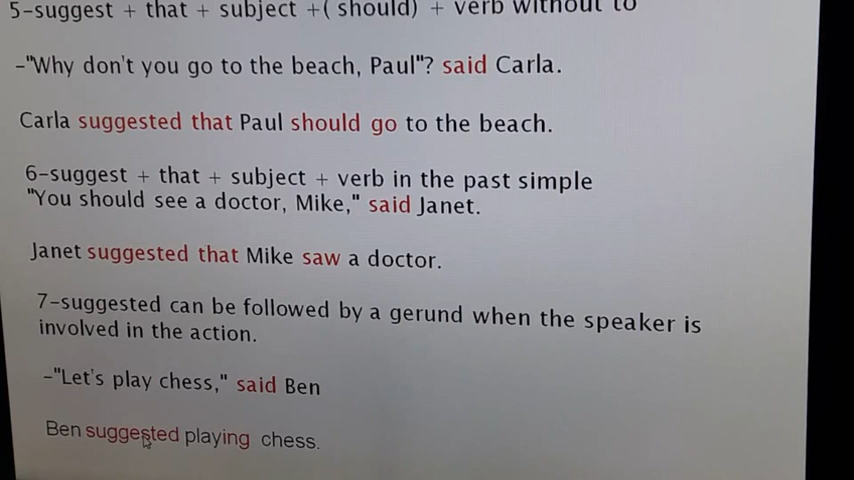 5-suggest + that + subject +( should) + verb without to
-"Why don't you go to the beach, Paul"? said Carla.
Carla suggested that Paul should go to the beach.
6-suggest + that + subject + verb in the past simple
"You should see a doctor, Mike," said Janet.
Janet suggested that Mike saw a doctor.
7-suggested can be followed by a gerund when the speaker is
involved in the action.
-"Let's play chess," said Ben
Ben suggested playing chess.